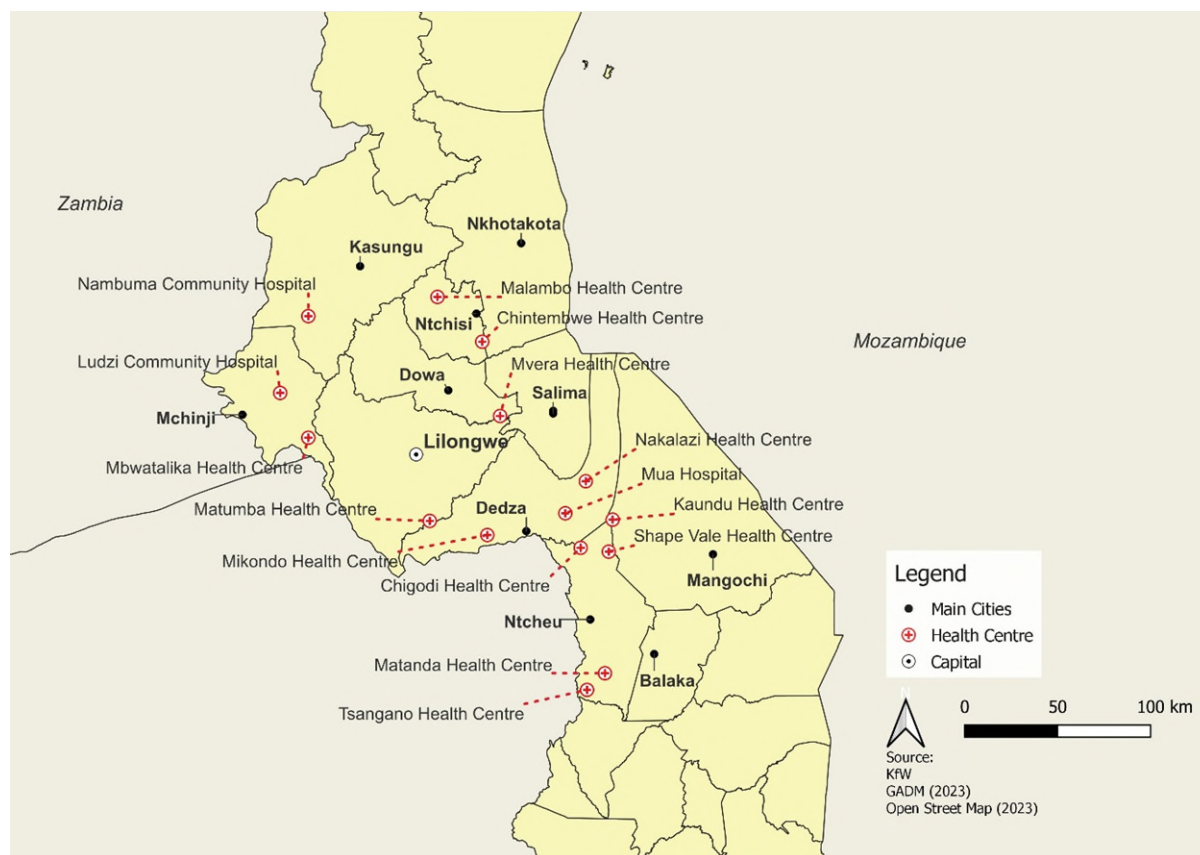 Zambia
Nkhotakota
Kasungu
Nambuma Community Hospital
Malambo Health Centre
Chintembwe Health Centre
Ntchisi
Mozambique
Ludzi Community Hospital
Mvera Health Centre
Dowa
Salima
Mchinji
Lilongwe
Nakalazi Health Centre
Mbwatalika Health Centre
Mua Hospital
Matumba Health Centre
Dedza
Kaundu Health Centre
Shape Vale Health Centre
Mikondo Health Centre
Chigodi Health Centre
Mangochi
Ntcheu
Matanda Health Centre
Balaka
Tsangano Health Centre
Legend
Main Cities
Health Centre
Capital
N
0 50 100 km
Source:
KfW
GADM (2023)
Open Street Map (2023)